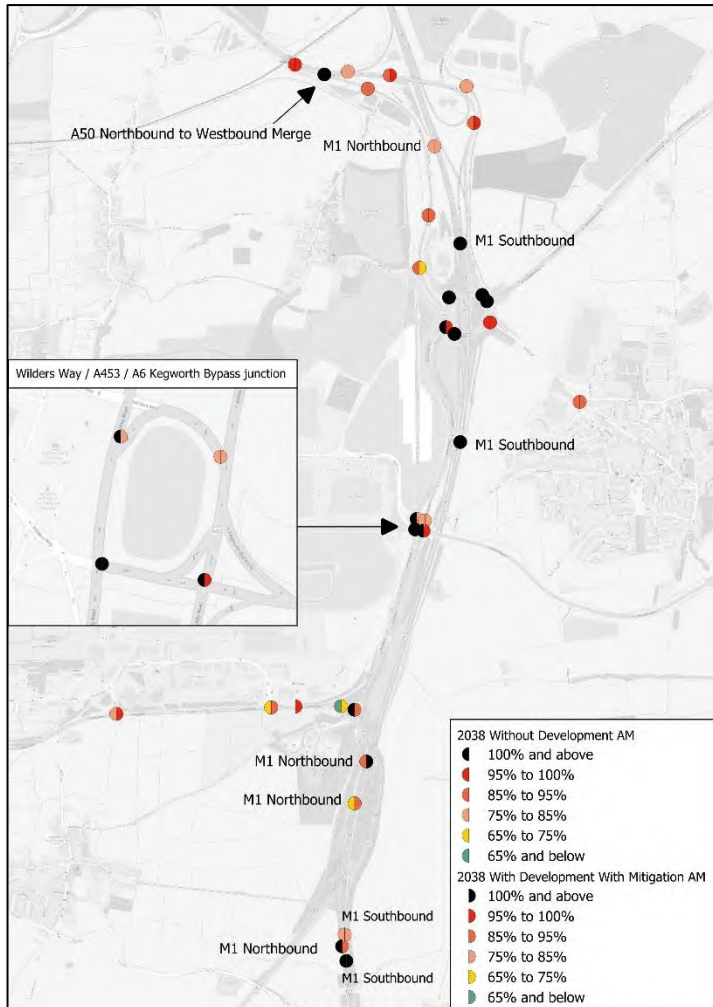 A50 Northbound to Westbound Merge
M1 Northbound
M1 Southbound
Wilders Way / A453 / A6 Kegworth Bypass junction
M1 Southbound
M1 Northbound
M1 Northbound
M1 Southbound
M1 Northbound
M1 Southbound
2038 Without Development AM
100% and above
95% to 100%
85% to 95%
75% to 85%
65% to 75%
65% and below
2038 With Development With Mitigation AM
100% and above
95% to 100%
85% to 95%
75% to 85%
65% to 75%
65% and below